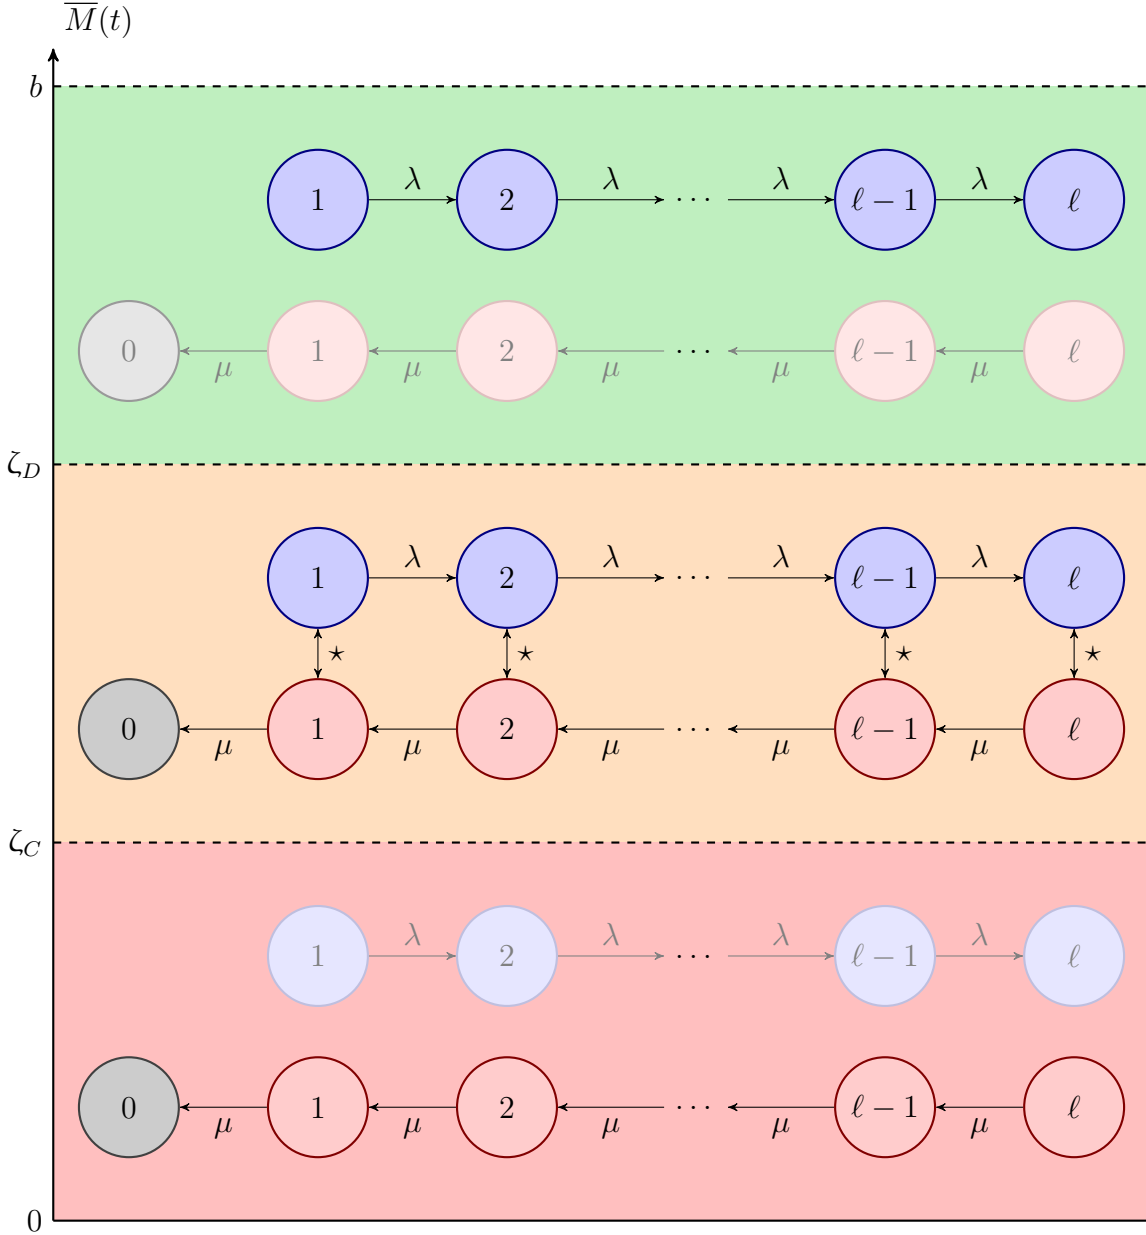 M̅(t)
b
λ λ λ λ
1 2 ⋯ ℓ − 1 ℓ
0 1 2 ⋯ ℓ − 1 ℓ
μ μ μ μ μ
ζ_D
λ λ λ λ
1 2 ⋯ ℓ − 1 ℓ
⋆ ⋆ ⋆ ⋆
0 1 2 ⋯ ℓ − 1 ℓ
μ μ μ μ μ
ζ_C
λ λ λ λ
1 2 ⋯ ℓ − 1 ℓ
0 1 2 ⋯ ℓ − 1 ℓ
μ μ μ μ μ
0